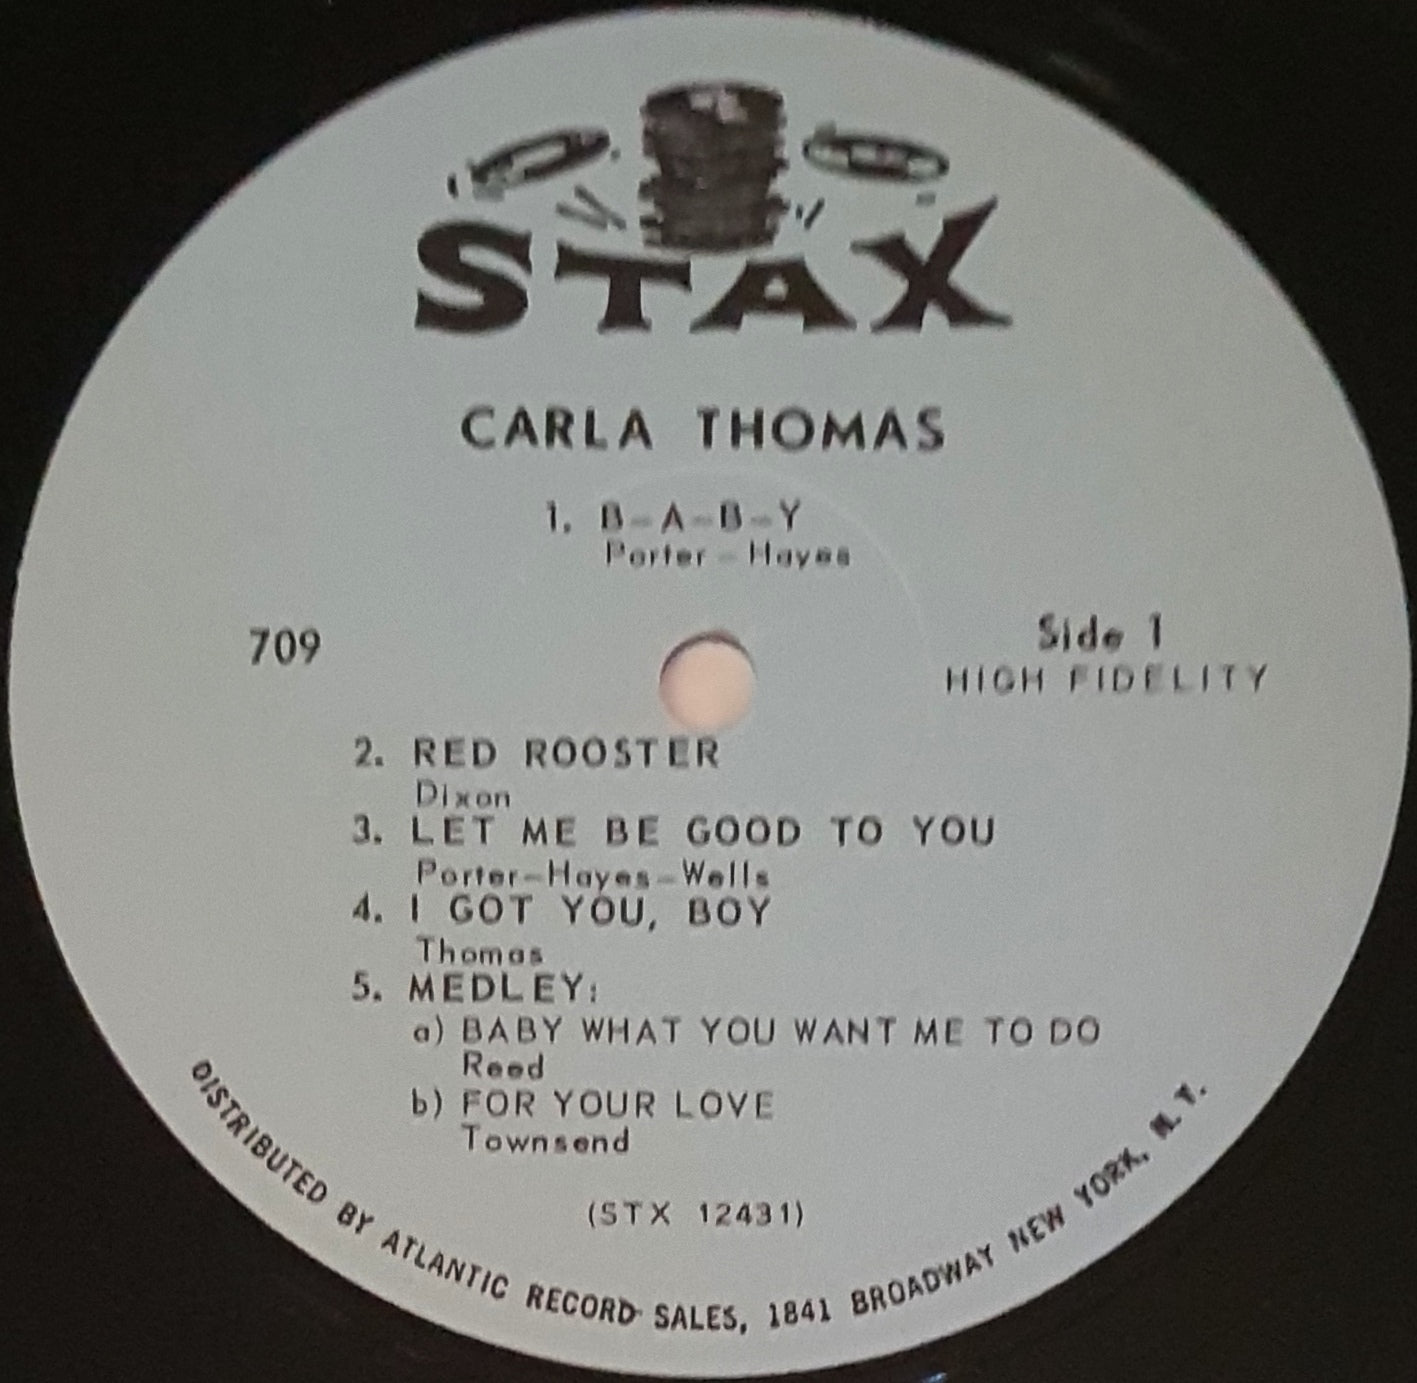 STAX
CARLA THOMAS
1. B-A-B-Y
Porter-Hayes
709
Side 1
HIGH FIDELITY
2. RED ROOSTER
Dixon
3. LET ME BE GOOD TO YOU
Porter-Hayes-Wells
4. I GOT YOU, BOY
Thomas
5. MEDLEY:
a) BABY WHAT YOU WANT ME TO DO
Reed
b) FOR YOUR LOVE
Townsend
(STX 12431)
DISTRIBUTED BY ATLANTIC RECORD SALES, 1841 BROADWAY NEW YORK, N. Y.